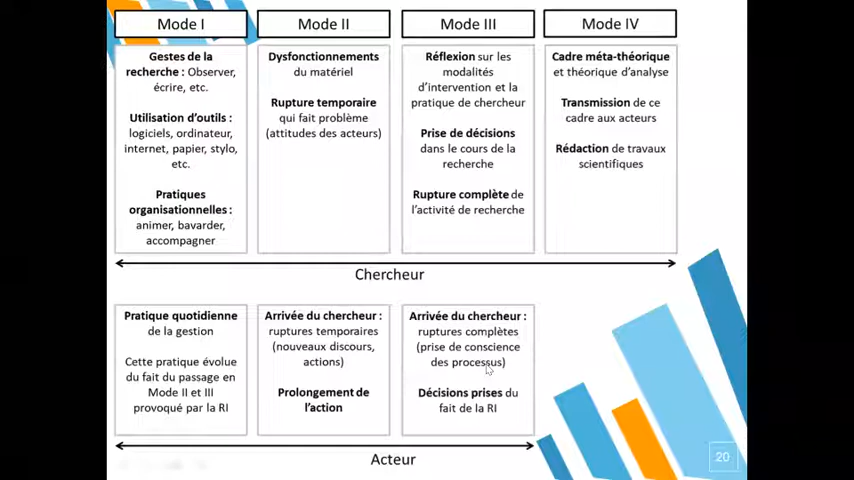 Mode I
Mode II
Mode III
Mode IV
Gestes de la
recherche : Observer,
écrire, etc.
Utilisation d'outils :
logiciels, ordinateur,
internet, papier, stylo,
etc.
Pratiques
organisationnelles :
animer, bavarder,
accompagner
Dysfonctionnements
du matériel
Rupture temporaire
qui fait problème
(attitudes des acteurs)
Réflexion sur les
modalités
d'intervention et la
pratique de chercheur
Prise de décisions
dans le cours de la
recherche
Rupture complète de
l'activité de recherche
Cadre méta-théorique
et théorique d'analyse
Transmission de ce
cadre aux acteurs
Rédaction de travaux
scientifiques
Chercheur
Pratique quotidienne
de la gestion
Cette pratique évolue
du fait du passage en
Mode II et III
provoqué par la RI
Arrivée du chercheur :
ruptures temporaires
(nouveaux discours,
actions)
Prolongement de
l'action
Arrivée du chercheur :
ruptures complètes
(prise de conscience
des processus)
Décisions prises du
fait de la RI
Acteur
20